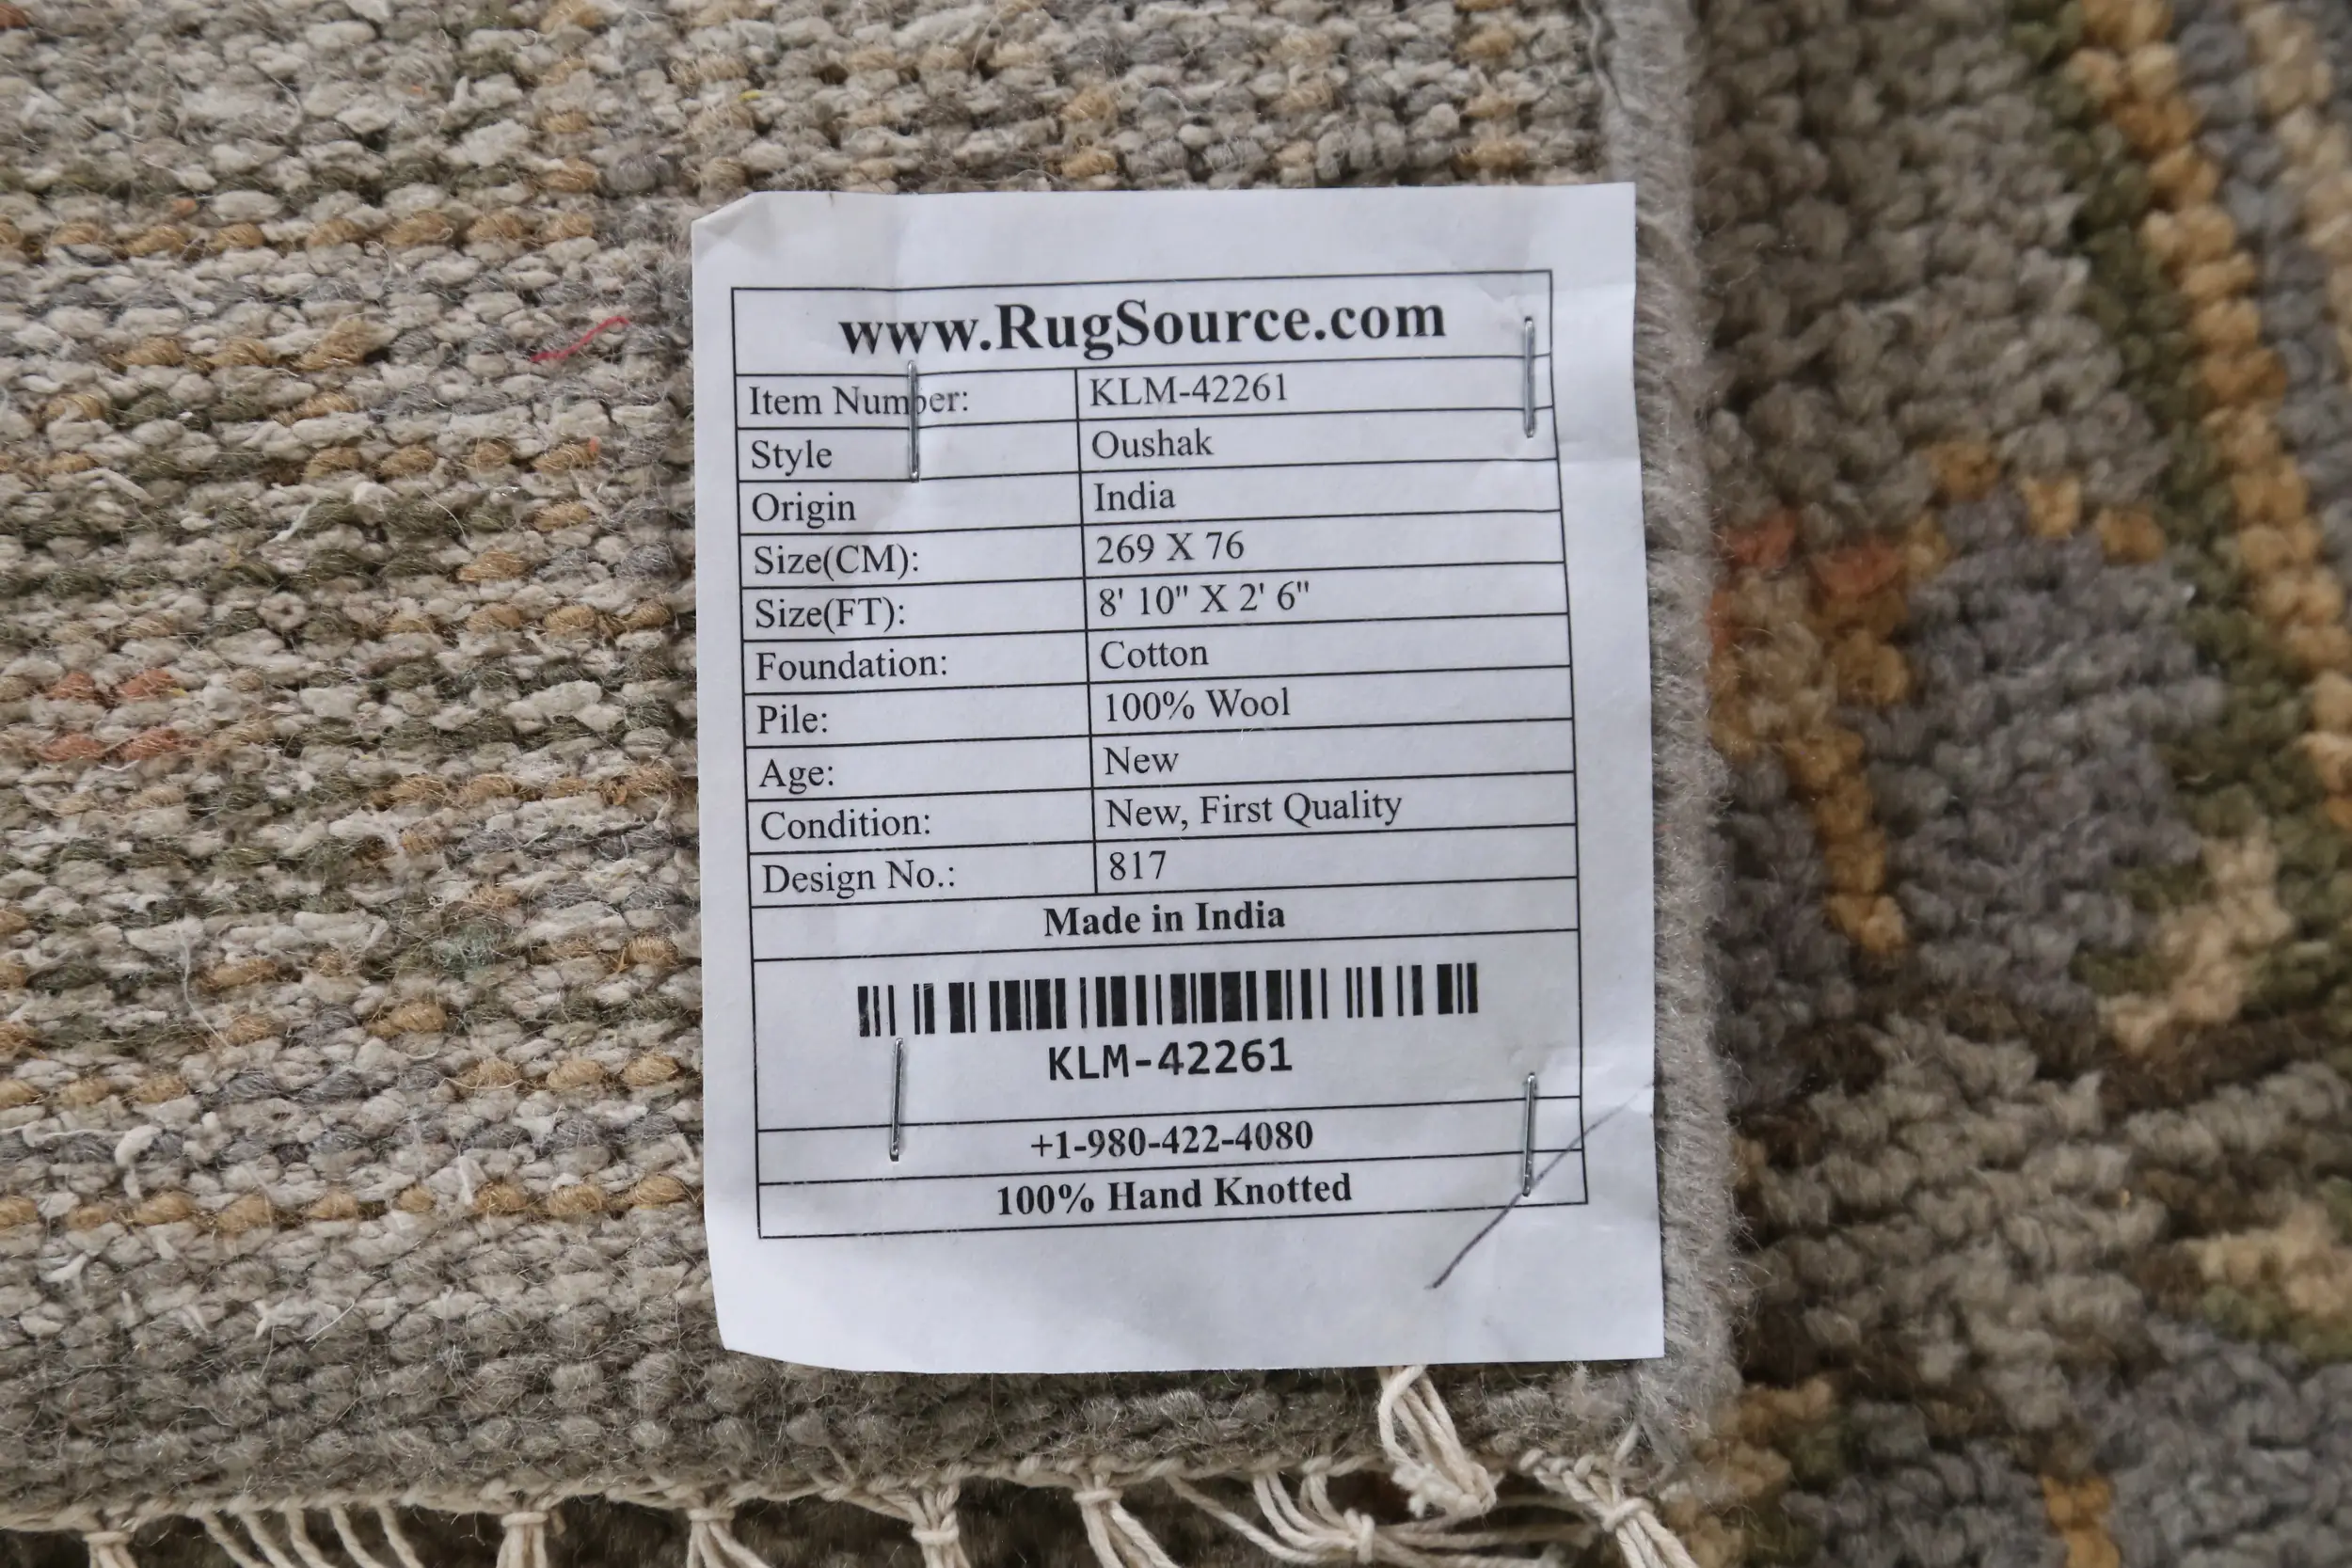 www.RugSource.com
Item Number: KLM-42261
Style Oushak
Origin India
Size(CM): 269 X 76
Size(FT): 8' 10" X 2' 6"
Foundation: Cotton
Pile: 100% Wool
Age: New
Condition: New, First Quality
Design No.: 817
Made in India
KLM-42261
+1-980-422-4080
100% Hand Knotted